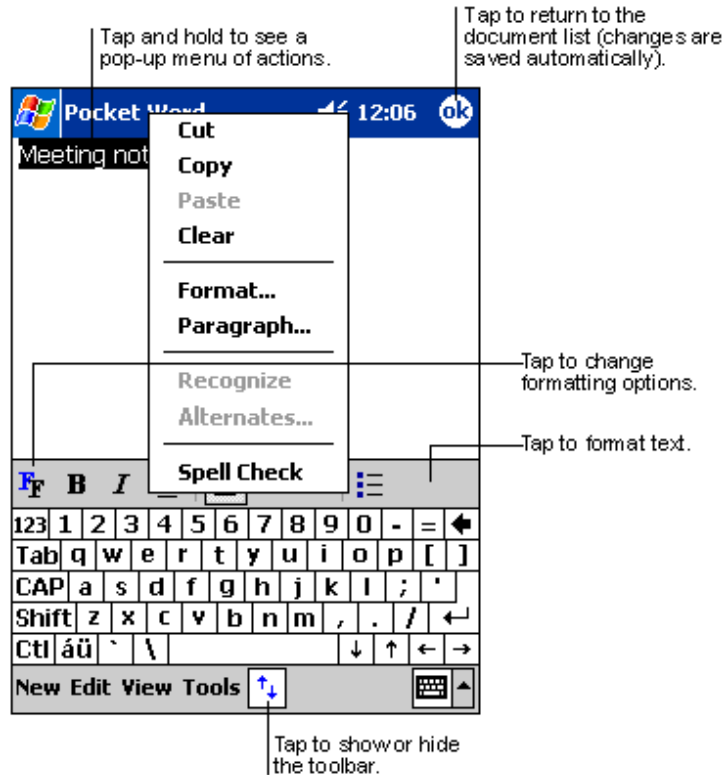 Tap and hold to see a
pop-up menu of actions.
Tap to return to the
document list (changes are
saved automatically).
Pocket Word 12:06 ok
Meeting not
Cut
Copy
Paste
Clear
Format...
Paragraph...
Recognize
Alternates...
Spell Check
Tap to change
formatting options.
Tap to format text.
FF B I
123 1 2 3 4 5 6 7 8 9 0 - =
Tab q w e r t y u i o p [ ]
CAP a s d f g h j k l ; '
Shift z x c v b n m , . /
Ctl áü ` \ ↓ ↑ ← →
New Edit View Tools
Tap to show or hide
the toolbar.